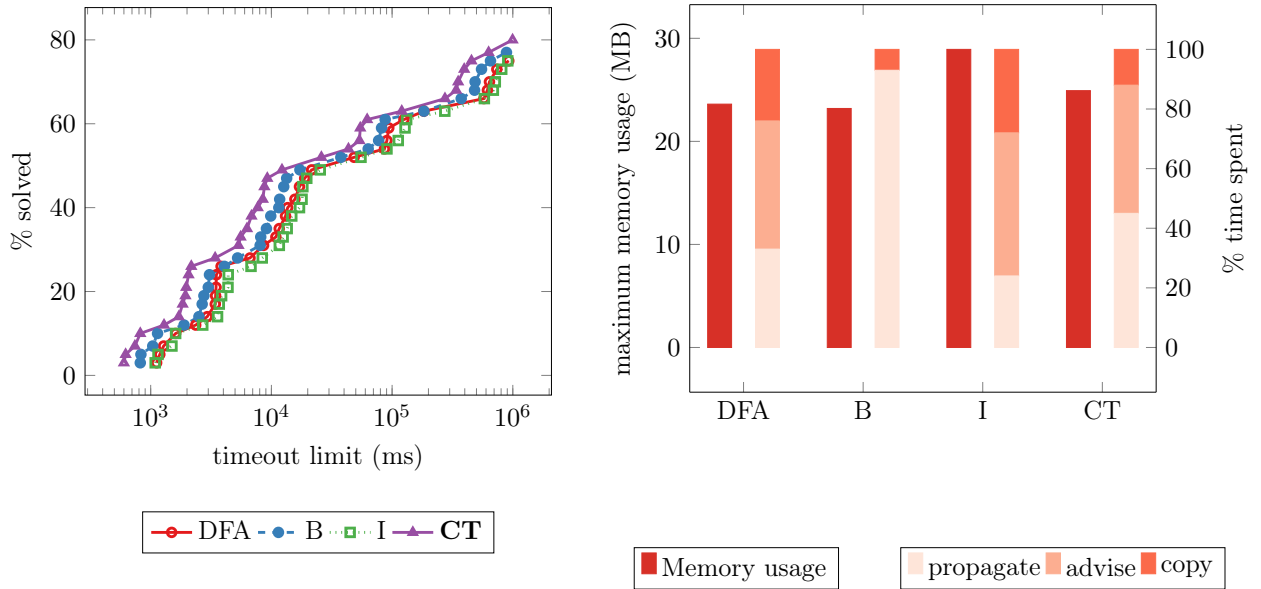 % solved
80
60
40
20
0
10^3 10^4 10^5 10^6
timeout limit (ms)
DFA B I CT
maximum memory usage (MB)
30
20
10
0
100
80
60
40
20
0
% time spent
DFA B I CT
Memory usage
propagate advise copy